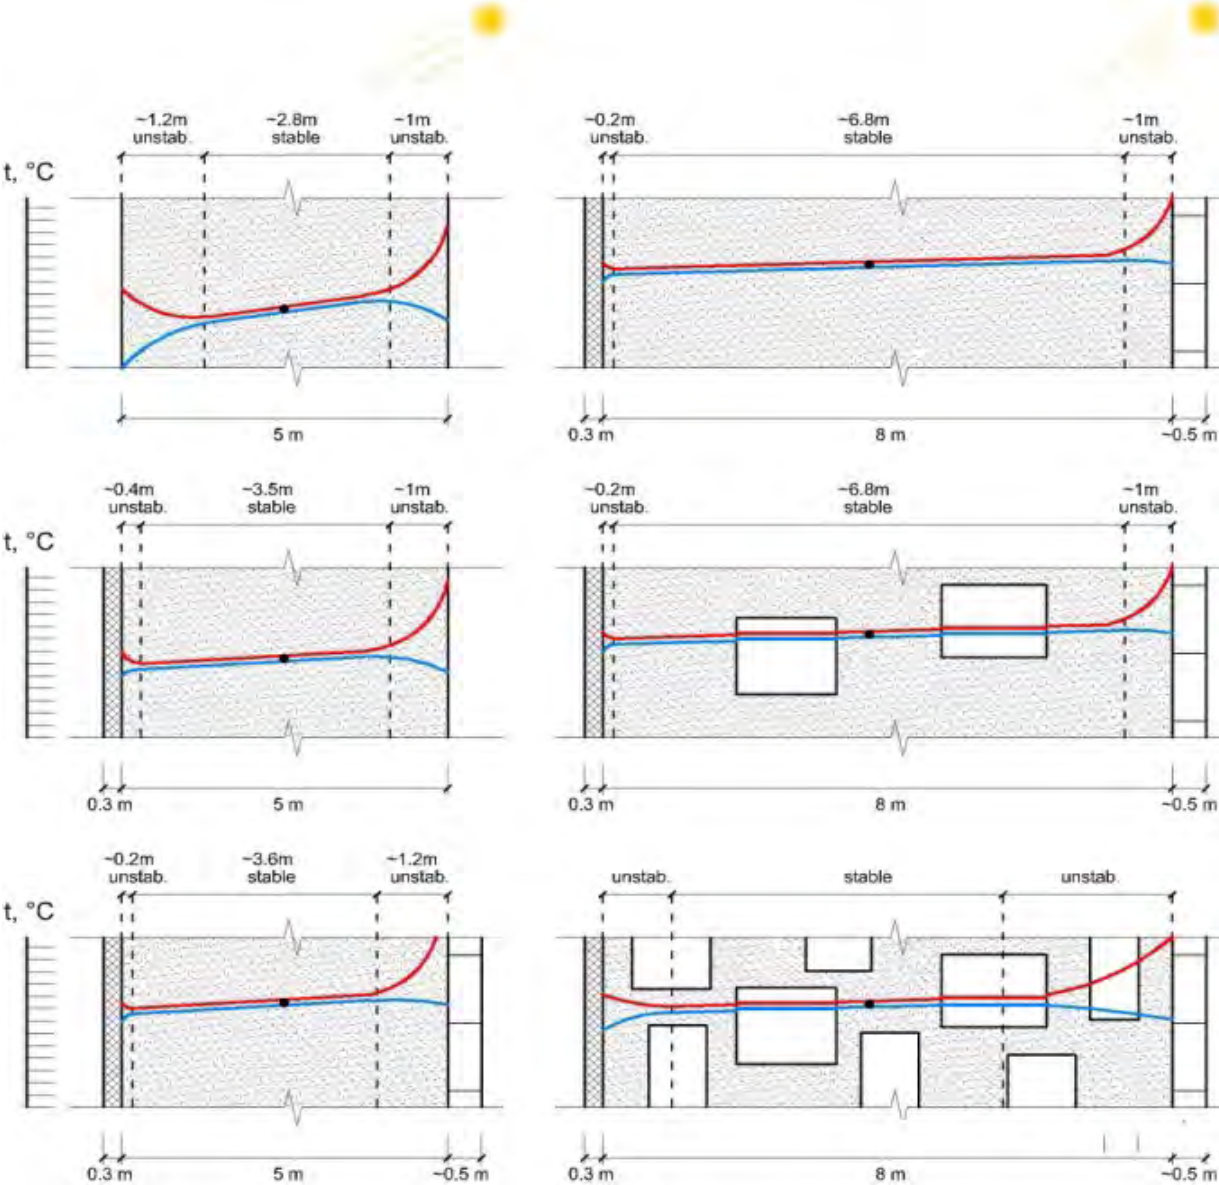 ~1.2m ~2.8m ~1m
unstab. stable unstab.
~0.2m ~6.8m ~1m
unstab. stable unstab.
t, °C
5 m
0.3 m 8 m ~0.5 m
~0.4m ~3.5m ~1m
unstab. stable unstab.
~0.2m ~6.8m ~1m
unstab. stable unstab.
t, °C
0.3 m 5 m
0.3 m 8 m ~0.5 m
~0.2m ~3.6m ~1.2m
unstab. stable unstab.
unstab. stable unstab.
t, °C
0.3 m 5 m ~0.5 m
0.3 m 8 m ~0.5 m